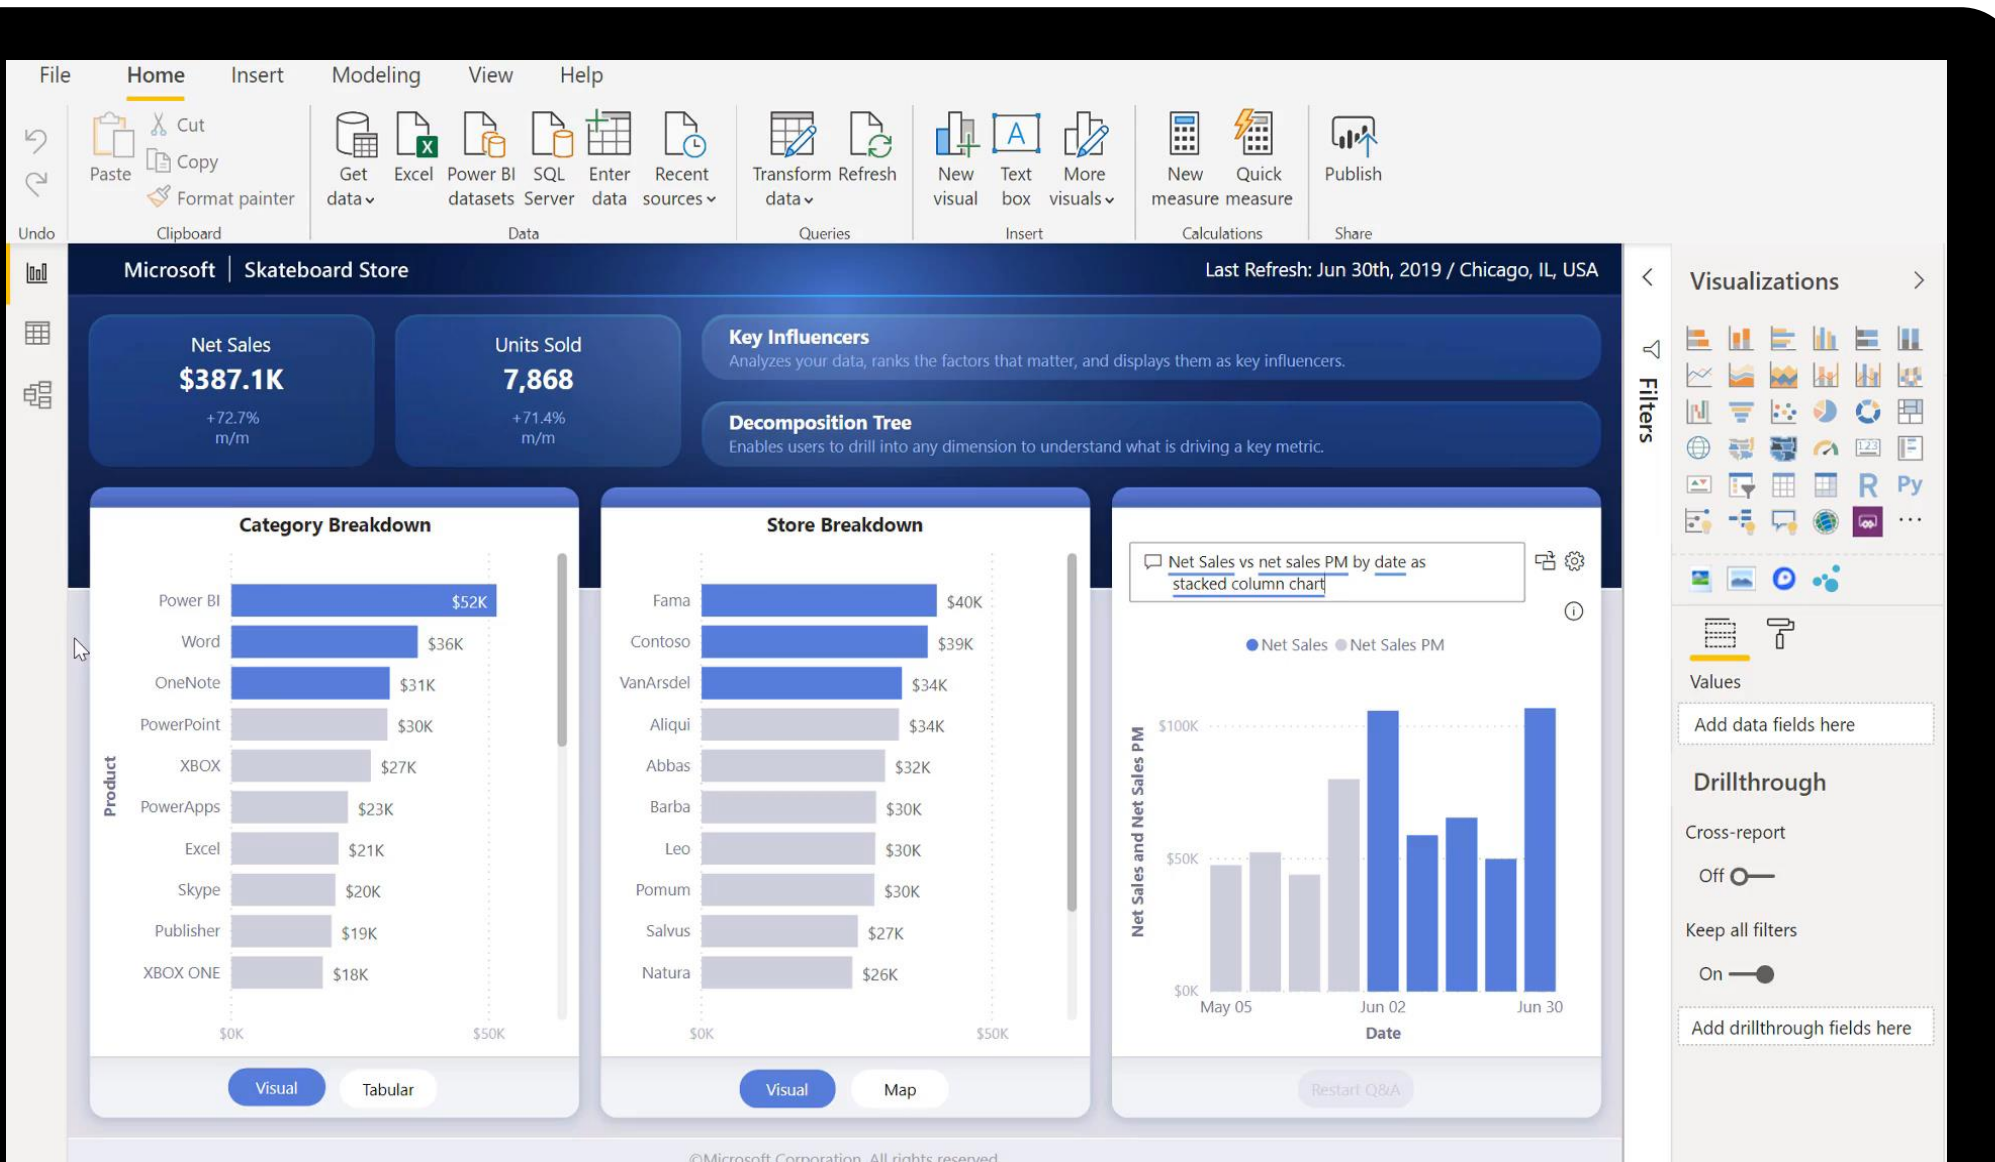 File Home Insert Modeling View Help
Cut
Copy
Format painter
Paste
Get data
Excel
Power BI datasets
SQL Server
Enter data
Recent sources
Transform data
Refresh
New visual
Text box
More visuals
New measure
Quick measure
Publish
Undo Clipboard Data Queries Insert Calculations Share
Microsoft | Skateboard Store
Last Refresh: Jun 30th, 2019 / Chicago, IL, USA
Net Sales
$387.1K
+72.7%
m/m
Units Sold
7,868
+71.4%
m/m
Key Influencers
Analyzes your data, ranks the factors that matter, and displays them as key influencers.
Decomposition Tree
Enables users to drill into any dimension to understand what is driving a key metric.
Category Breakdown
Product
Power BI $52K
Word $36K
OneNote $31K
PowerPoint $30K
XBOX $27K
PowerApps $23K
Excel $21K
Skype $20K
Publisher $19K
XBOX ONE $18K
$0K $50K
Visual Tabular
Store Breakdown
Fama $40K
Contoso $39K
VanArsdel $34K
Aliqui $34K
Abbas $32K
Barba $30K
Leo $30K
Pomum $30K
Salvus $27K
Natura $26K
$0K $50K
Visual Map
Net Sales vs net sales PM by date as
stacked column chart
Net Sales Net Sales PM
Net Sales and Net Sales PM
$100K
$50K
$0K
May 05 Jun 02 Jun 30
Date
Restart Q&A
©Microsoft Corporation. All rights reserved
Filters
Visualizations
123
R Py
Values
Add data fields here
Drillthrough
Cross-report
Off
Keep all filters
On
Add drillthrough fields here